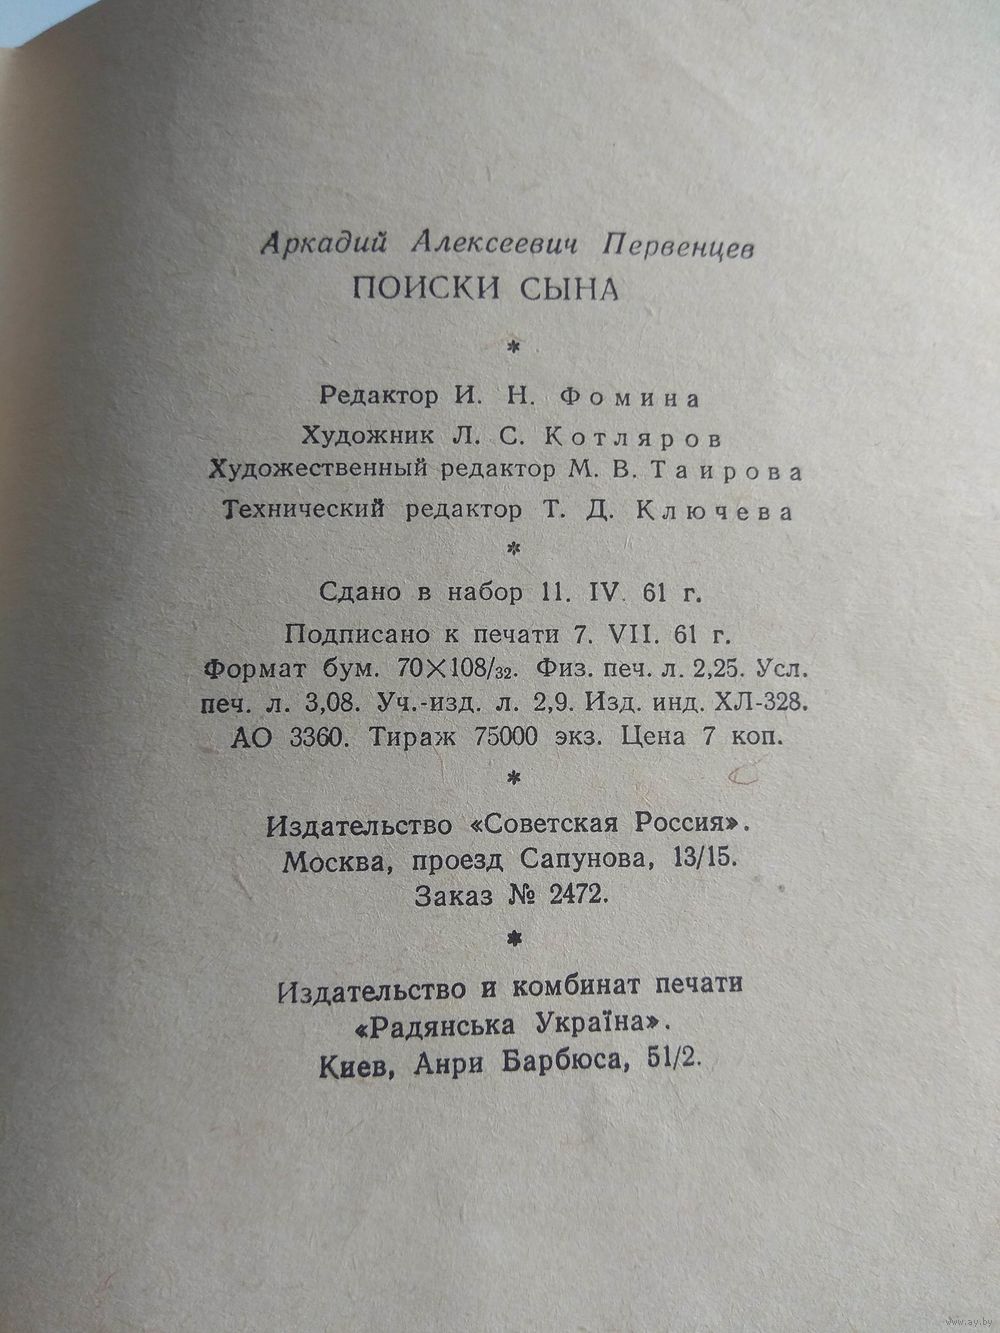 Аркадий Алексеевич Первенцев
ПОИСКИ СЫНА
*
Редактор И. Н. Фомина
Художник Л. С. Котляров
Художественный редактор М. В. Таирова
Технический редактор Т. Д. Ключева
*
Сдано в набор 11. IV. 61 г.
Подписано к печати 7. VII. 61 г.
Формат бум. 70×108/32. Физ. печ. л. 2,25. Усл.
печ. л. 3,08. Уч.-изд. л. 2,9. Изд. инд. ХЛ-328.
АО 3360. Тираж 75000 экз. Цена 7 коп.
*
Издательство «Советская Россия».
Москва, проезд Сапунова, 13/15.
Заказ № 2472.
*
Издательство и комбинат печати
«Радянська Україна».
Киев, Анри Барбюса, 51/2.
www.ay.by